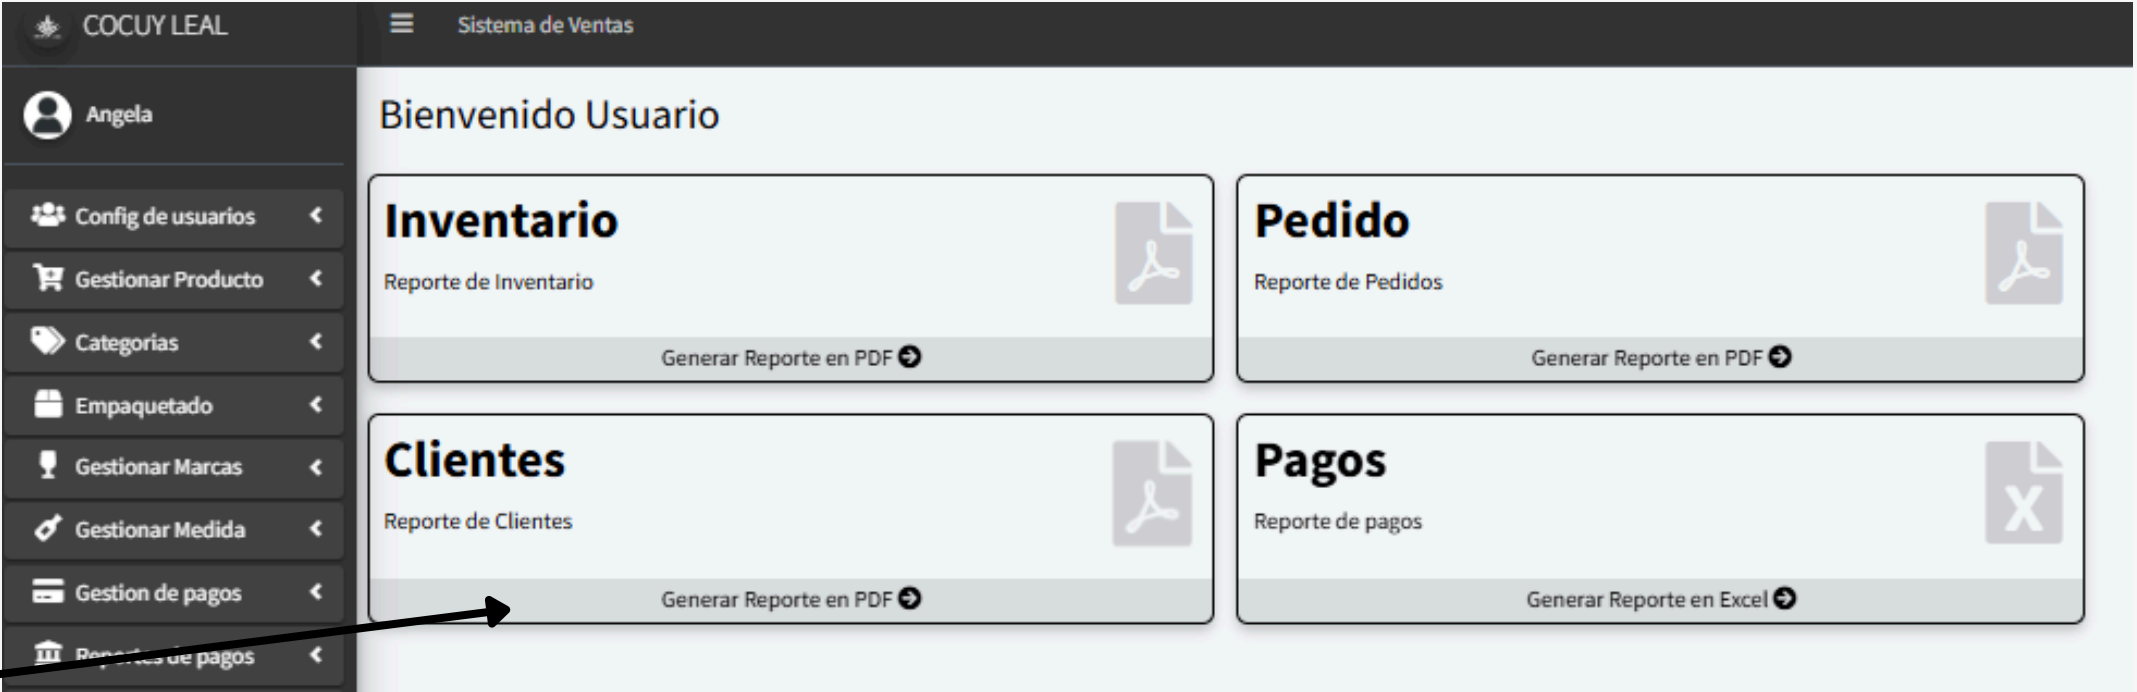 COCUY LEAL
Sistema de Ventas
Angela
Config de usuarios
Gestionar Producto
Categorias
Empaquetado
Gestionar Marcas
Gestionar Medida
Gestion de pagos
Reportes de pagos
Bienvenido Usuario
Inventario
Reporte de Inventario
Generar Reporte en PDF
Pedido
Reporte de Pedidos
Generar Reporte en PDF
Clientes
Reporte de Clientes
Generar Reporte en PDF
Pagos
Reporte de pagos
Generar Reporte en Excel